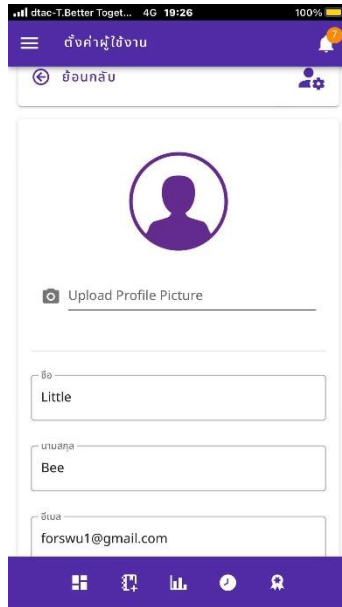 dtac-T.Better Toget... 4G 19:26 100%
ตั้งค่าผู้ใช้งาน
7
ย้อนกลับ
Upload Profile Picture
ชื่อ
Little
นามสกุล
Bee
อีเมล
forswu1@gmail.com